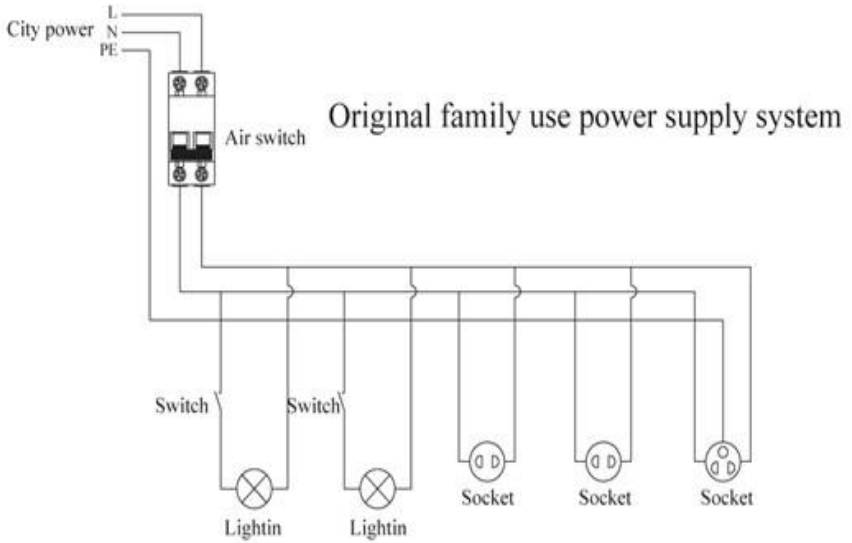 L
City power N
PE
Original family use power supply system
Air switch
Switch
Switch
Socket
Socket
Socket
Lightin
Lightin